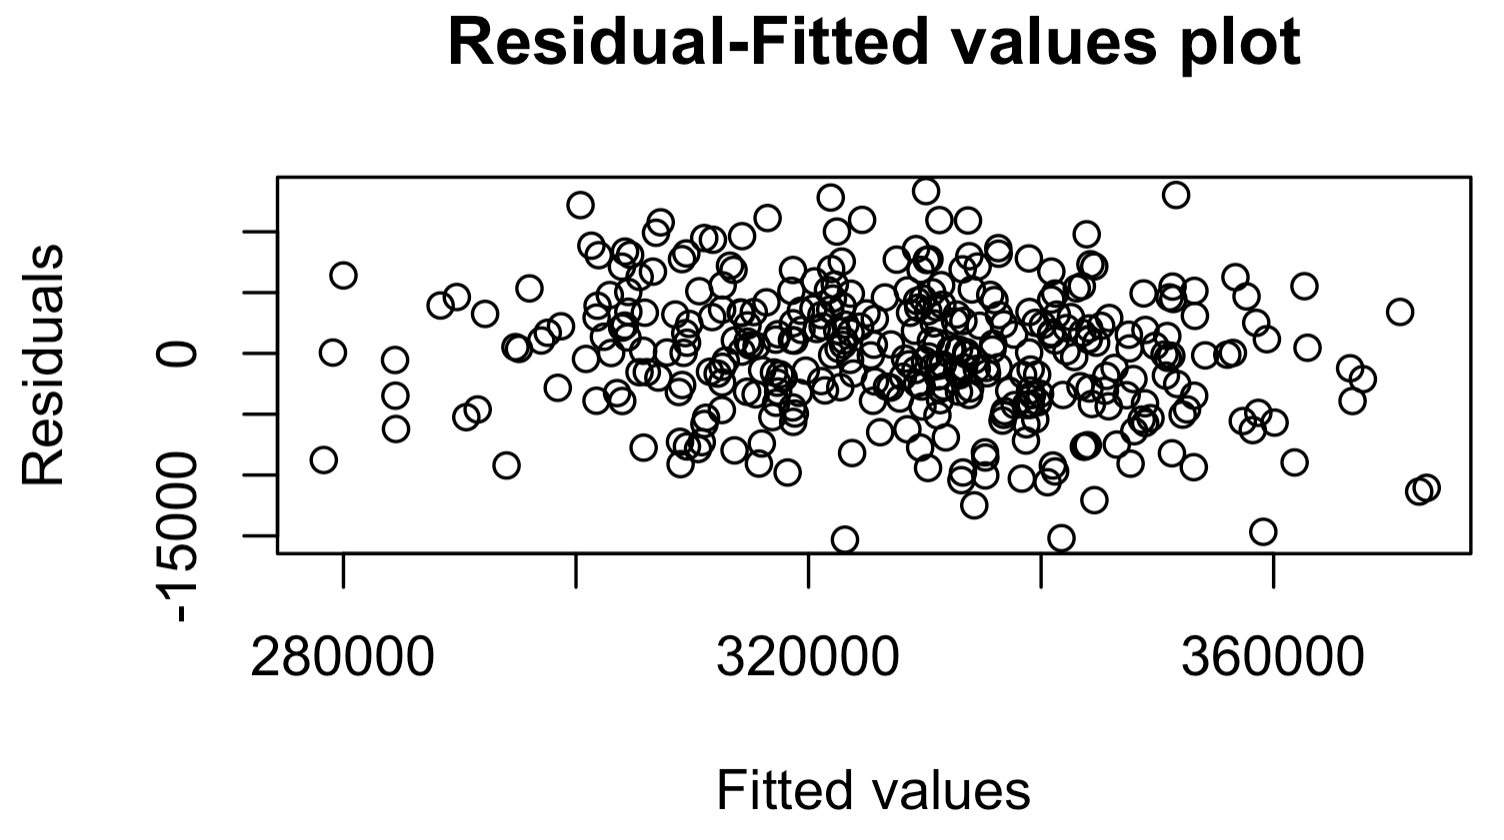 Residual-Fitted values plot
Residuals
0
-15000
280000 320000 360000
Fitted values